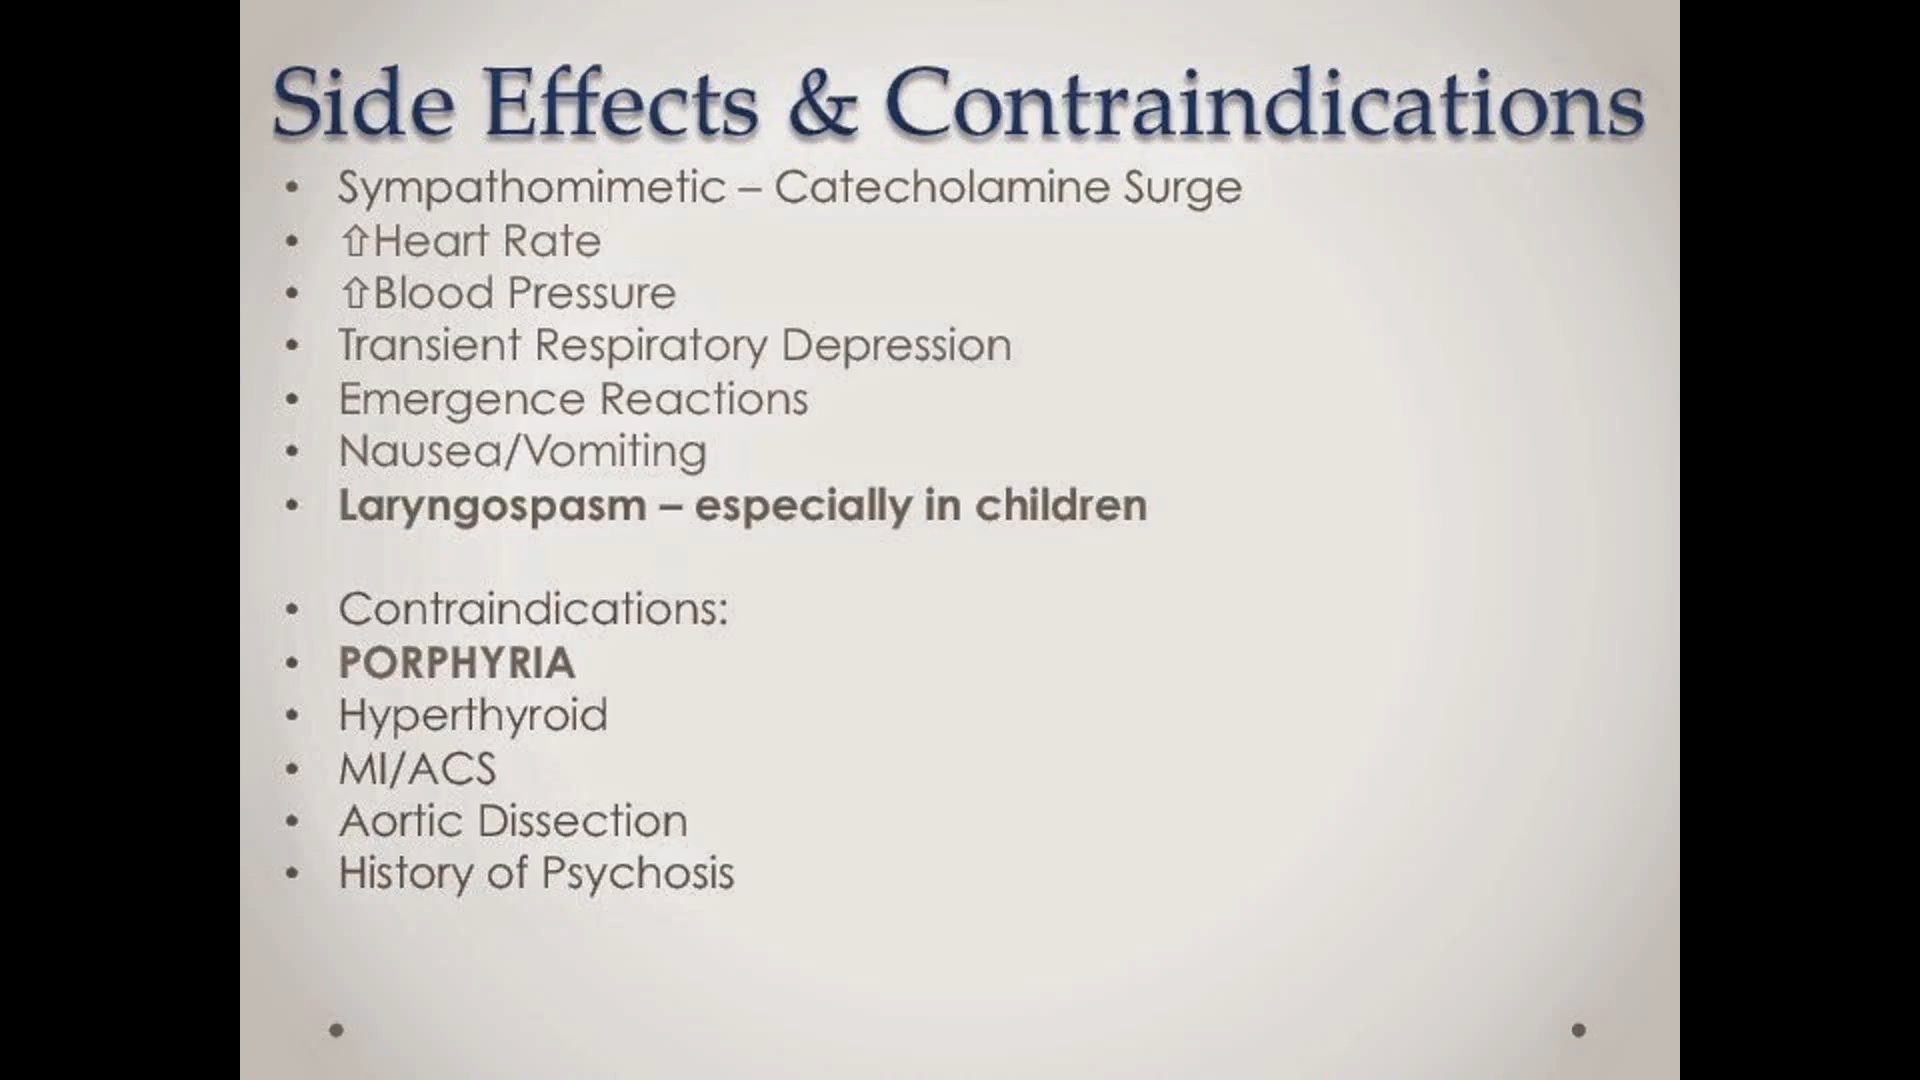 Side Effects & Contraindications
• Sympathomimetic – Catecholamine Surge
• ⇧Heart Rate
• ⇧Blood Pressure
• Transient Respiratory Depression
• Emergence Reactions
• Nausea/Vomiting
• Laryngospasm – especially in children
• Contraindications:
• PORPHYRIA
• Hyperthyroid
• MI/ACS
• Aortic Dissection
• History of Psychosis